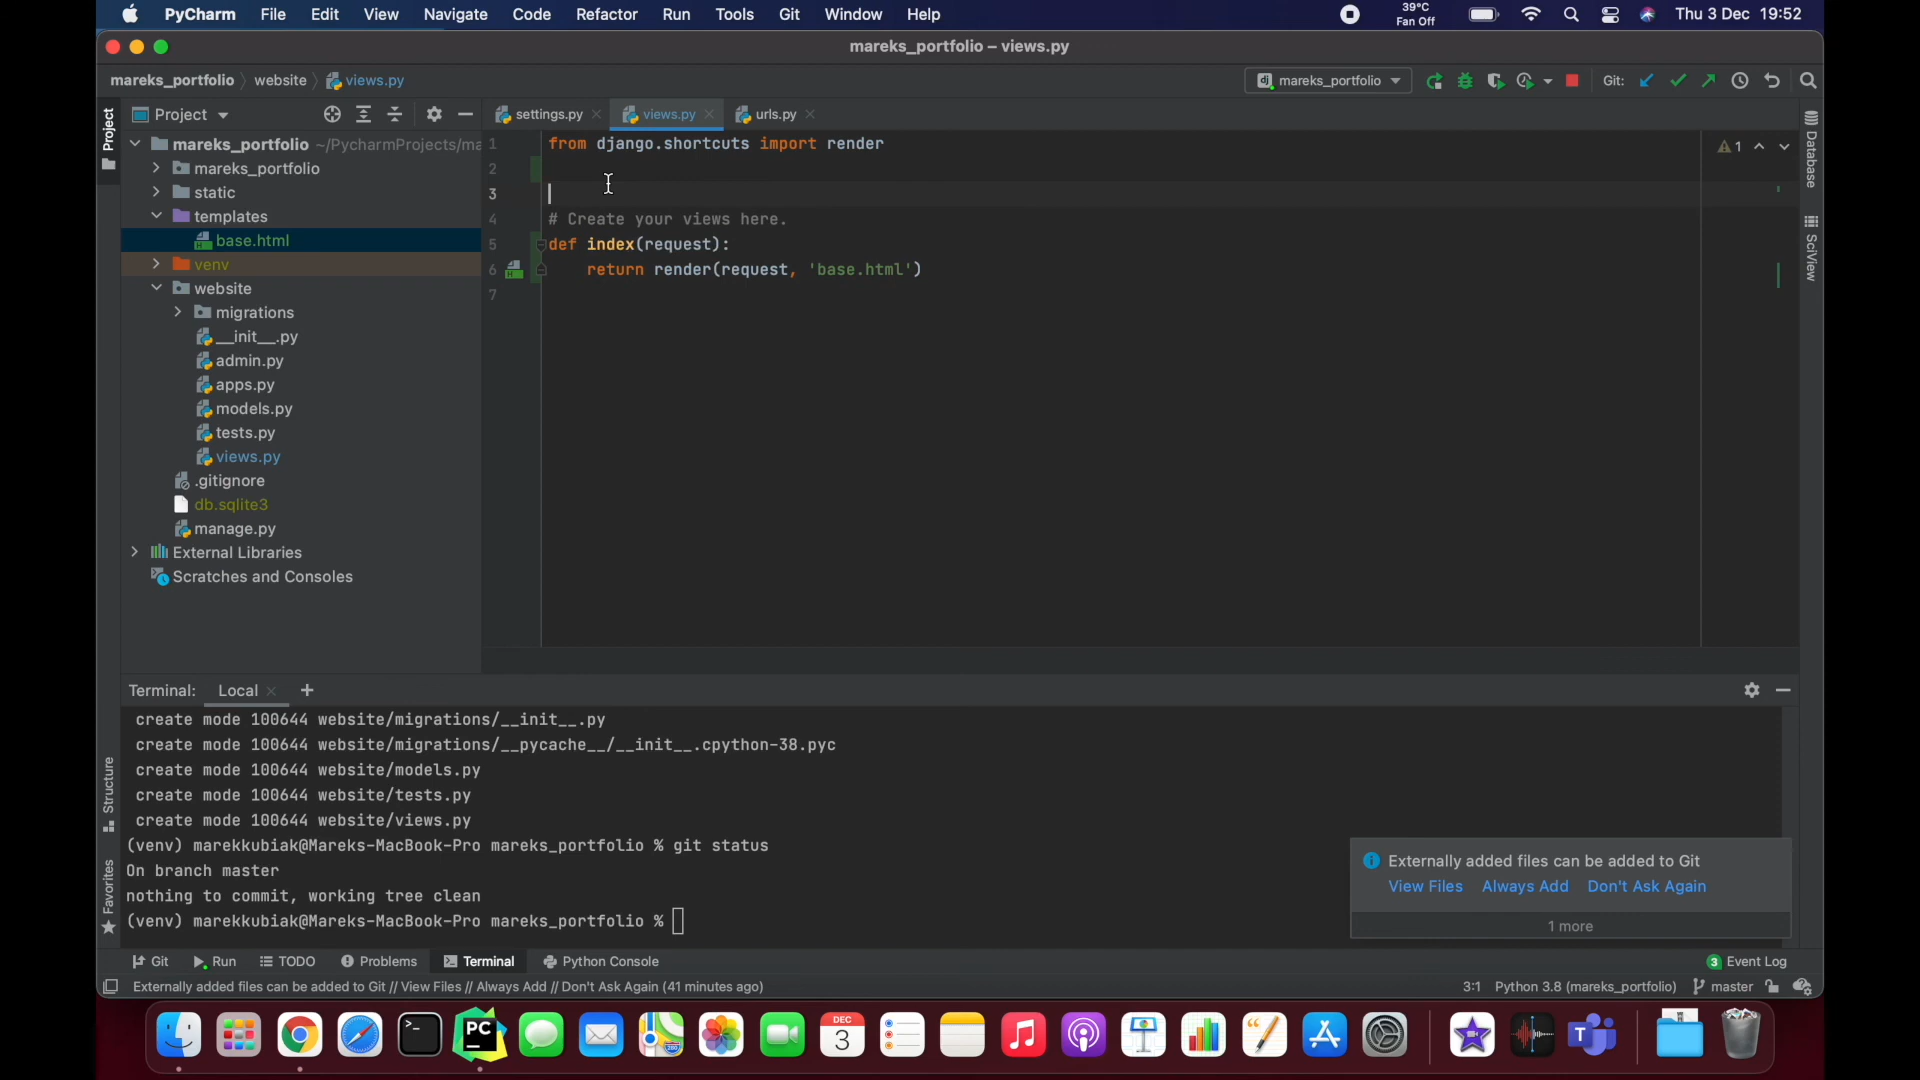 PyCharm File Edit View Navigate Code Refactor Run Tools Git Window Help 39°C Fan Off Thu 3 Dec 19:52
mareks_portfolio – views.py
mareks_portfolio website views.py mareks_portfolio Git:
Project settings.py views.py urls.py
mareks_portfolio ~/PycharmProjects/ma
mareks_portfolio
static
templates
base.html
venv
website
migrations
__init__.py
admin.py
apps.py
models.py
tests.py
views.py
.gitignore
db.sqlite3
manage.py
External Libraries
Scratches and Consoles
1 from django.shortcuts import render
2
3
4 # Create your views here.
5 def index(request):
6 return render(request, 'base.html')
7
1
Project
Structure
Favorites
Database
SciView
Terminal: Local +
create mode 100644 website/migrations/__init__.py
create mode 100644 website/migrations/__pycache__/__init__.cpython-38.pyc
create mode 100644 website/models.py
create mode 100644 website/tests.py
create mode 100644 website/views.py
(venv) marekkubiak@Mareks-MacBook-Pro mareks_portfolio % git status
On branch master
nothing to commit, working tree clean
(venv) marekkubiak@Mareks-MacBook-Pro mareks_portfolio %
Externally added files can be added to Git
View Files Always Add Don't Ask Again
1 more
Git Run TODO Problems Terminal Python Console 3 Event Log
Externally added files can be added to Git // View Files // Always Add // Don't Ask Again (41 minutes ago) 3:1 Python 3.8 (mareks_portfolio) master
PC
DEC
3
T